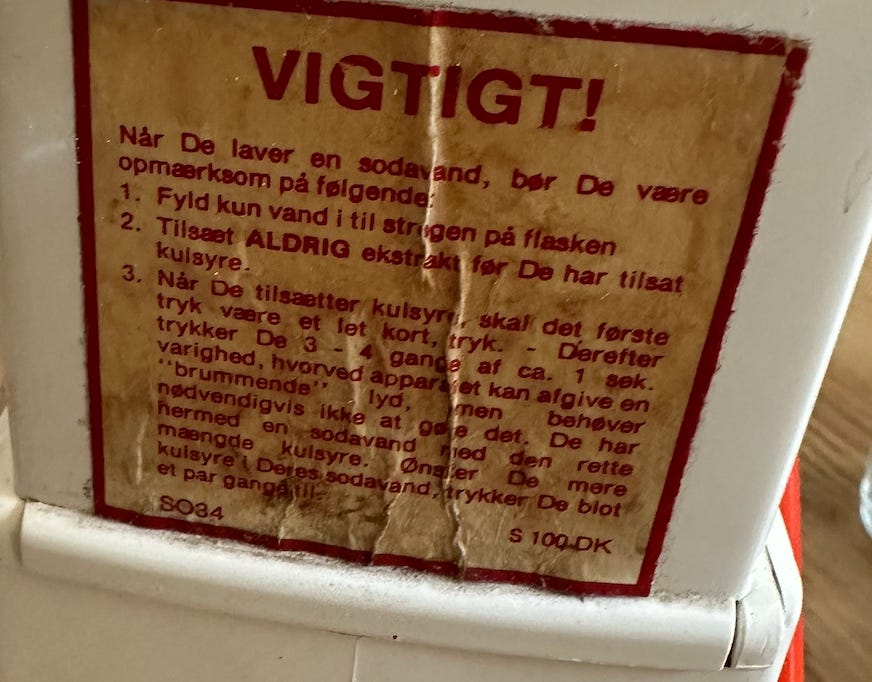 VIGTIGT!
Når De laver en sodavand, bør De være
opmærksom på følgende:
1. Fyld kun vand i til stregen på flasken
2. Tilsæt ALDRIG ekstrakt før De har tilsat
kulsyre.
3. Når De tilsætter kulsyre, skal det første
tryk være et let kort, tryk. - Derefter
trykker De 3 - 4 gange af ca. 1 sek.
varighed, hvorved apparatet kan afgive en
"brummende" lyd, men behøver
nødvendigvis ikke at gøre det. De har
hermed en sodavand med den rette
mængde kulsyre. Ønsker De mere
kulsyre i Deres sodavand, trykker De blot
et par gange til.
SO34
S 100-DK